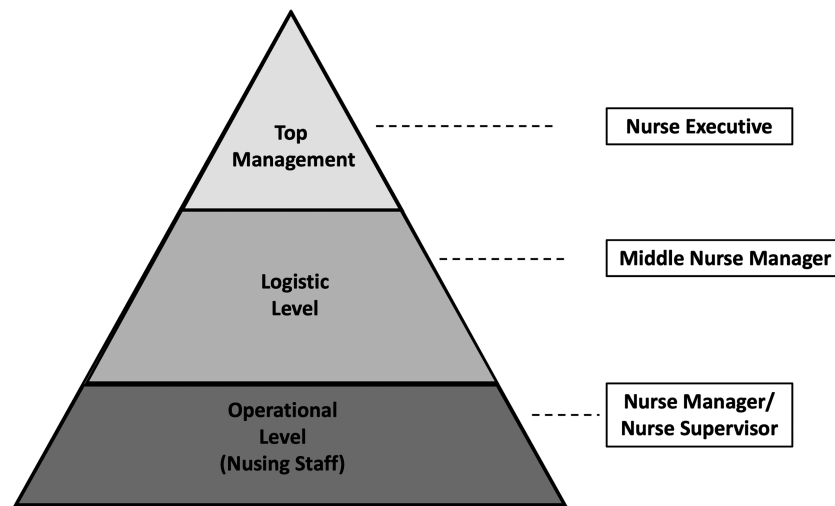 Top
Management
Nurse Executive
Logistic
Level
Middle Nurse Manager
Operational
Level
(Nusing Staff)
Nurse Manager/
Nurse Supervisor